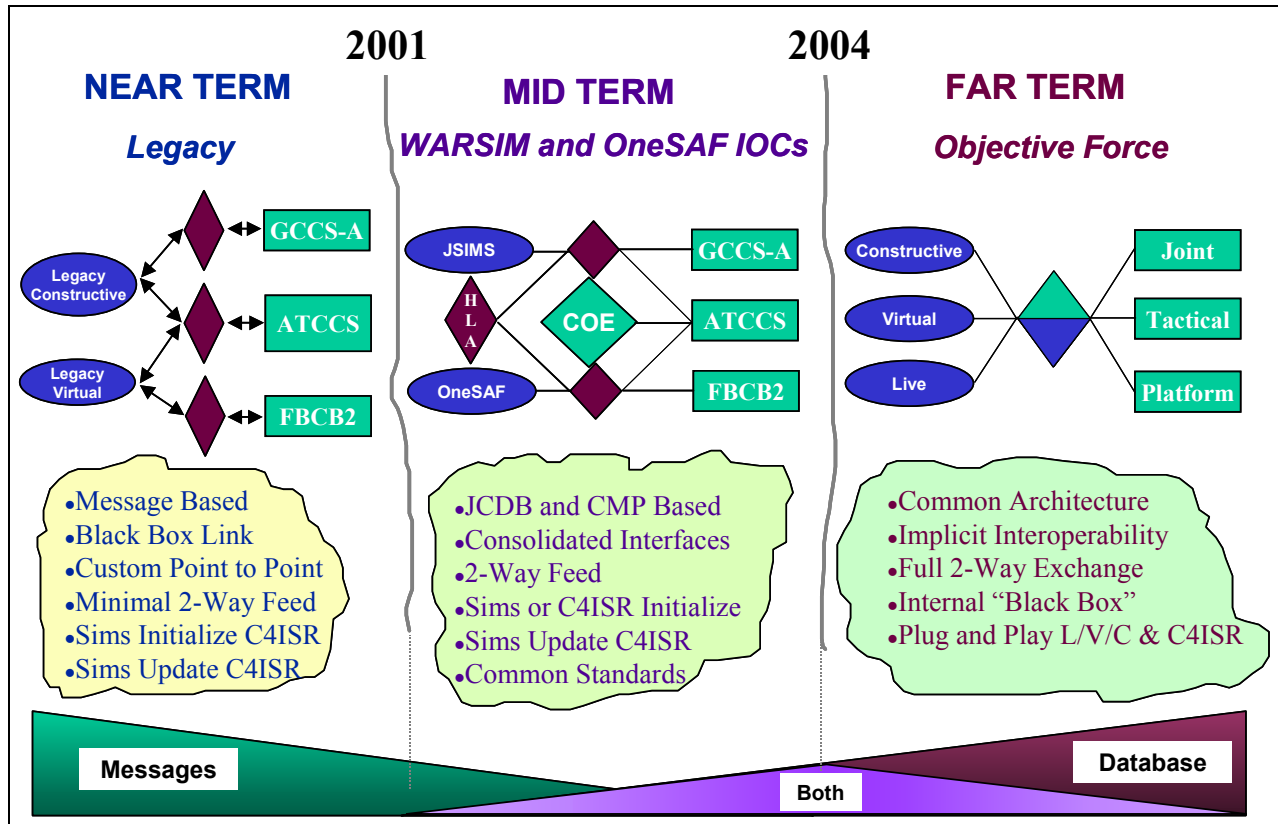 2001
2004
NEAR TERM
MID TERM
FAR TERM
Legacy
WARSIM and OneSAF IOCs
Objective Force
Legacy
Constructive
Legacy
Virtual
GCCS-A
ATCCS
FBCB2
JSIMS
H
L
A
OneSAF
COE
GCCS-A
ATCCS
FBCB2
Constructive
Virtual
Live
Joint
Tactical
Platform
•Message Based
•Black Box Link
•Custom Point to Point
•Minimal 2-Way Feed
•Sims Initialize C4ISR
•Sims Update C4ISR
•JCDB and CMP Based
•Consolidated Interfaces
•2-Way Feed
•Sims or C4ISR Initialize
•Sims Update C4ISR
•Common Standards
•Common Architecture
•Implicit Interoperability
•Full 2-Way Exchange
•Internal “Black Box”
•Plug and Play L/V/C & C4ISR
Messages
Both
Database